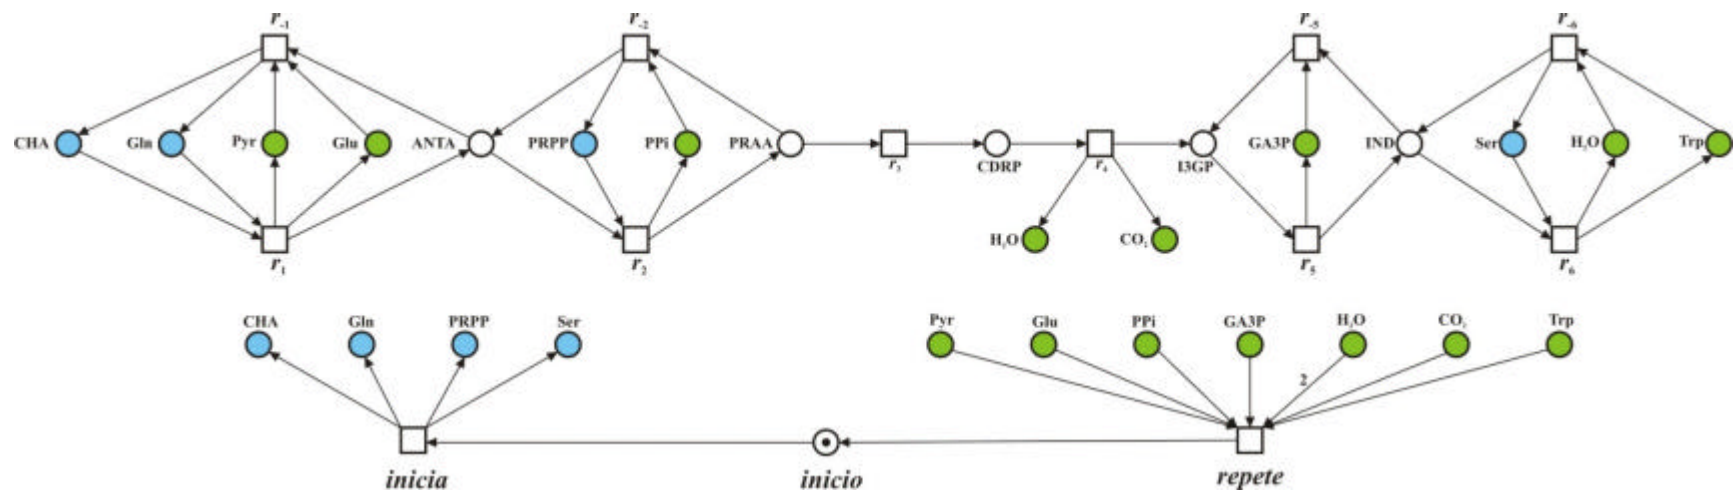 r₋₁ r₋₂ r₋₅ r₋₆
CHA Gln Pyr Glu ANTA PRPP PPi PRAA r₃ CDRP r₄ I3GP GA3P IND Ser H₂O Trp
H₂O CO₂
r₁ r₂ r₅ r₆
CHA Gln PRPP Ser Pyr Glu PPi GA3P H₂O CO₂ Trp
2
inicia inicio repete